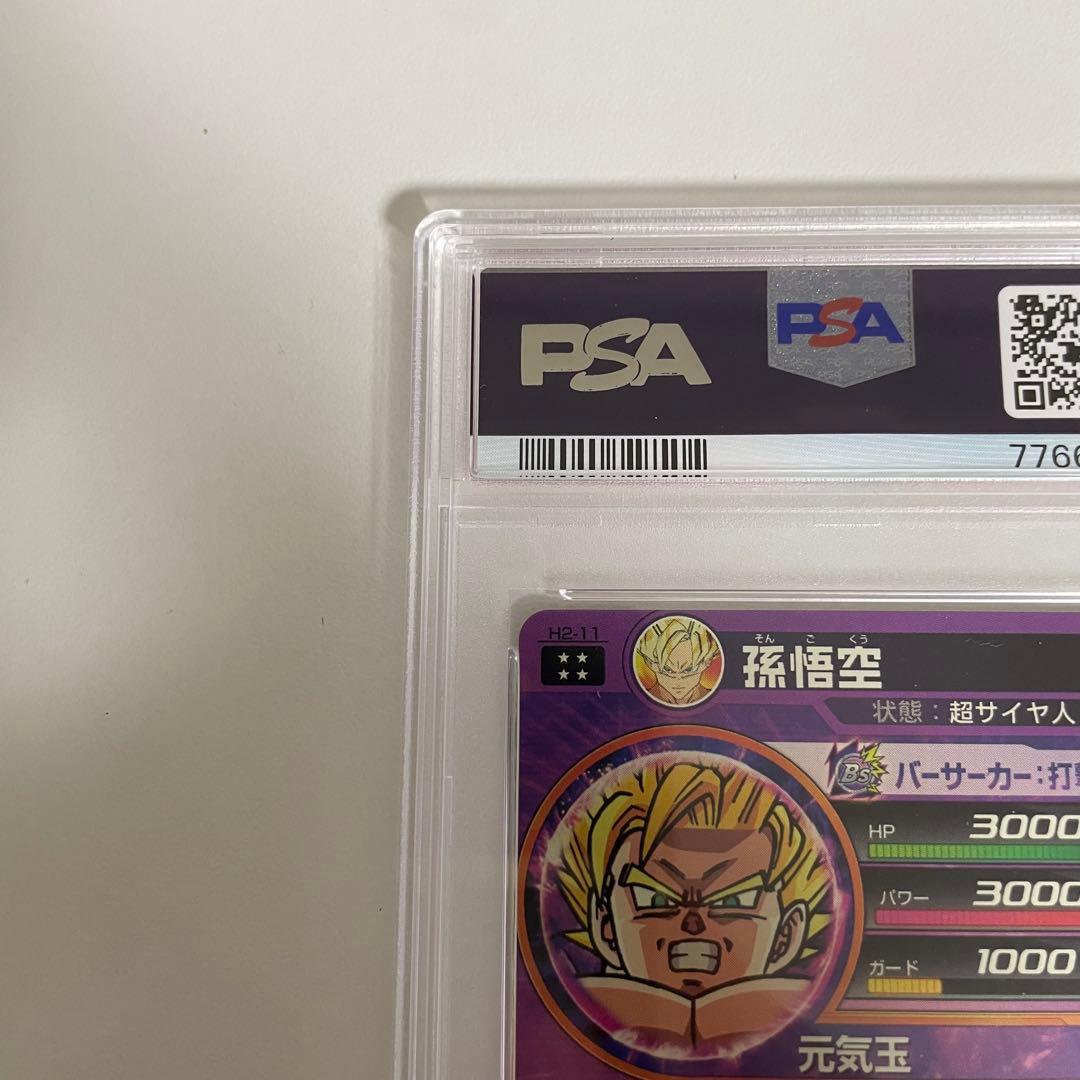 PSA
PSA
7766
H2-11
そん ご くう
孫悟空
状態：超サイヤ人
Bs
バーサーカー：打撃
HP 3000
パワー 3000
ガード 1000
元気玉